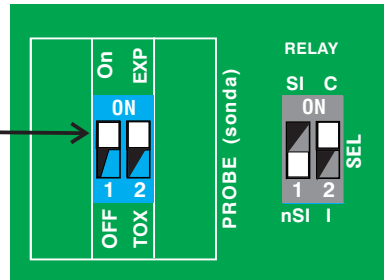 On EXP
ON
1 2
OFF TOX
PROBE (sonda)
RELAY
SI C
ON
1 2
SEL
nSI I